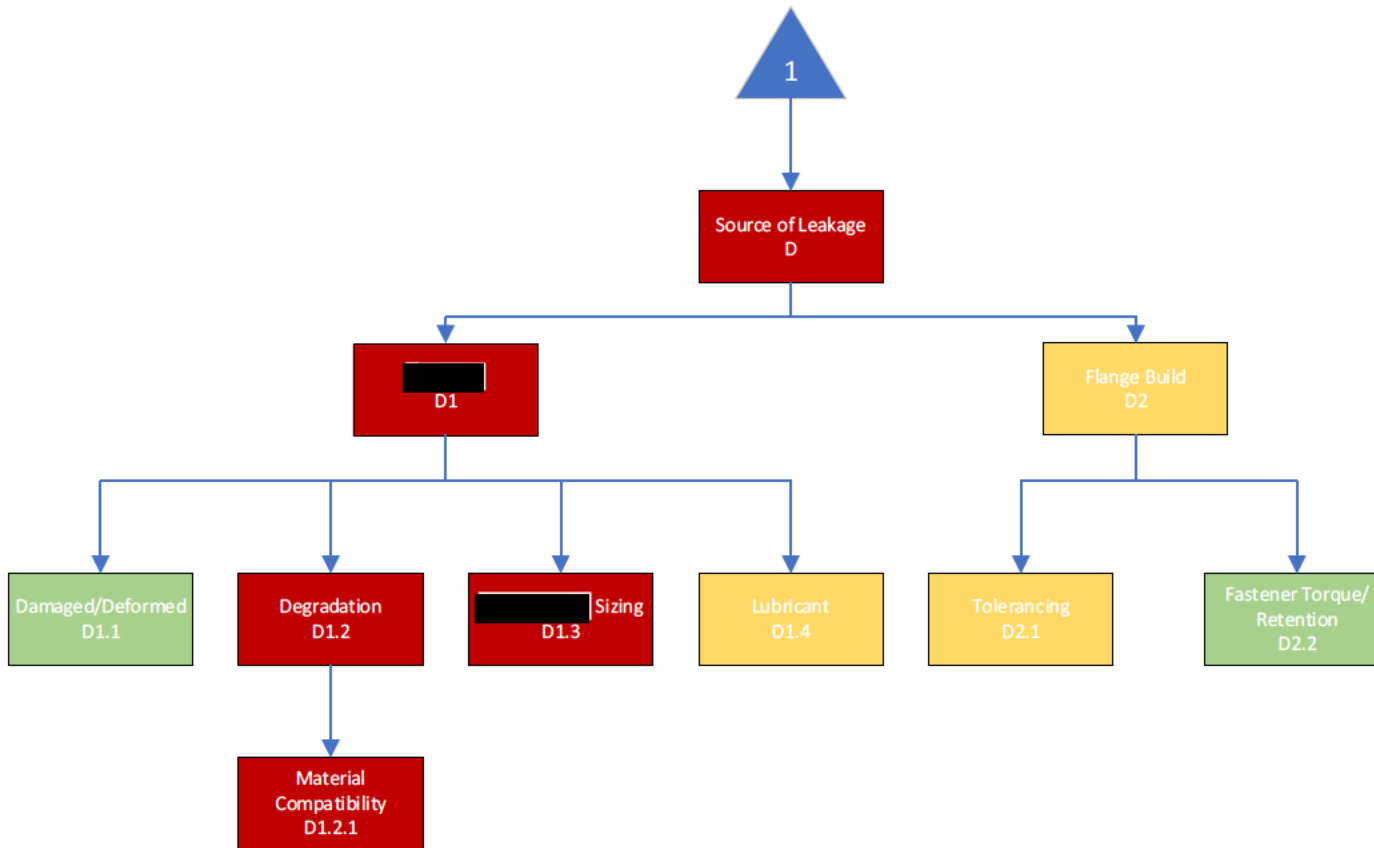 1
Source of Leakage
D
D1
Flange Build
D2
Damaged/Deformed
D1.1
Degradation
D1.2
Sizing
D1.3
Lubricant
D1.4
Tolerancing
D2.1
Fastener Torque/
Retention
D2.2
Material
Compatibility
D1.2.1